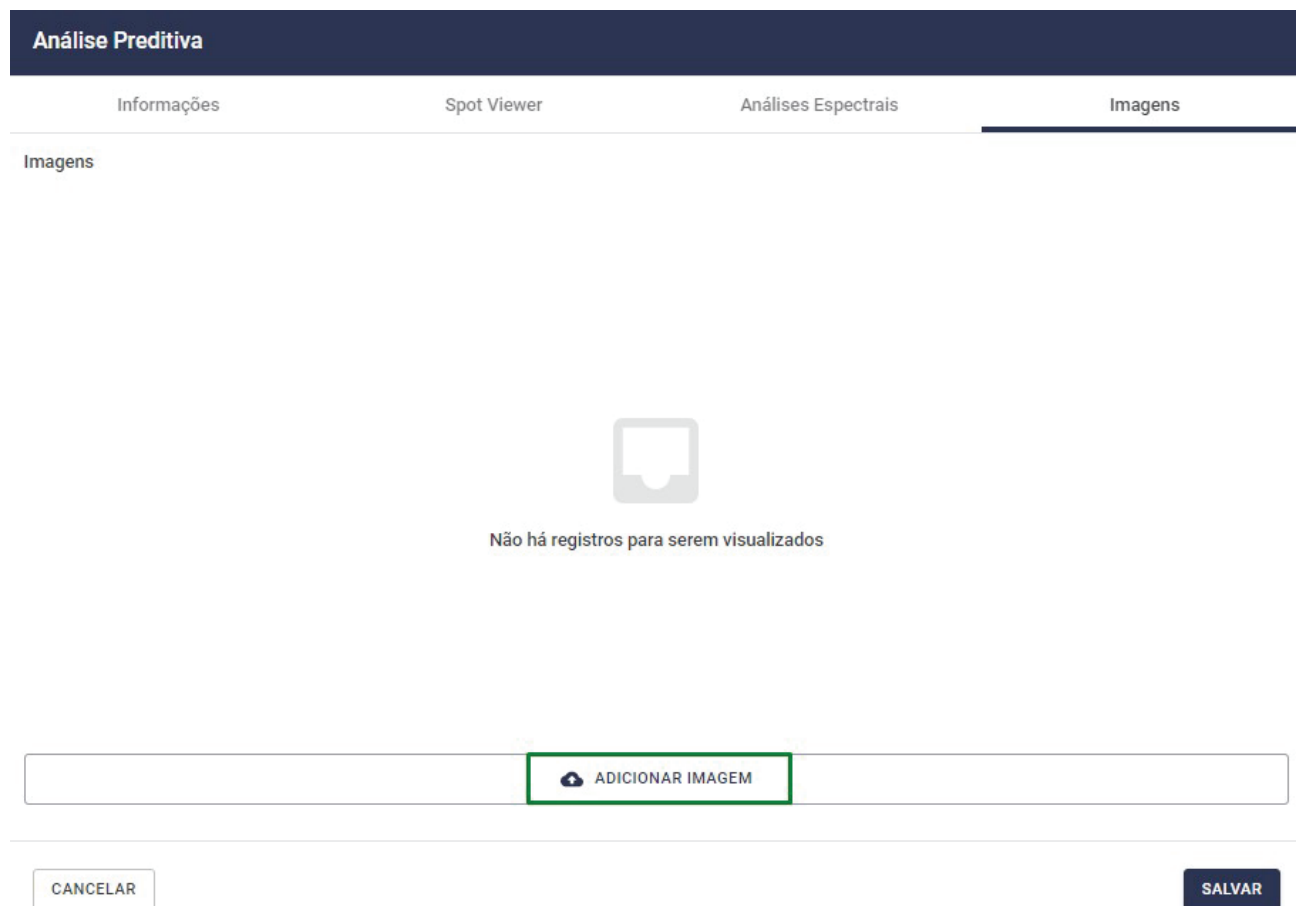 Análise Preditiva
Informações
Spot Viewer
Análises Espectrais
Imagens
Imagens
Não há registros para serem visualizados
ADICIONAR IMAGEM
CANCELAR
SALVAR